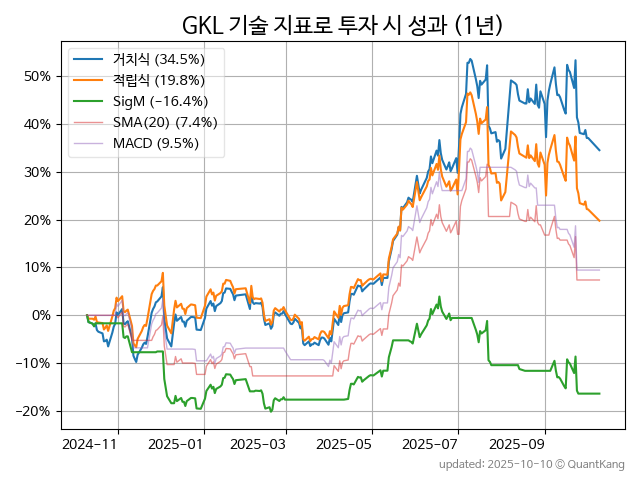 GKL 기술 지표로 투자 시 성과 (1년)
거치식 (34.5%)
적립식 (19.8%)
SigM (−16.4%)
SMA(20) (7.4%)
MACD (9.5%)
50%
40%
30%
20%
10%
0%
−10%
−20%
2024-11 2025-01 2025-03 2025-05 2025-07 2025-09
updated: 2025-10-10 © QuantKang